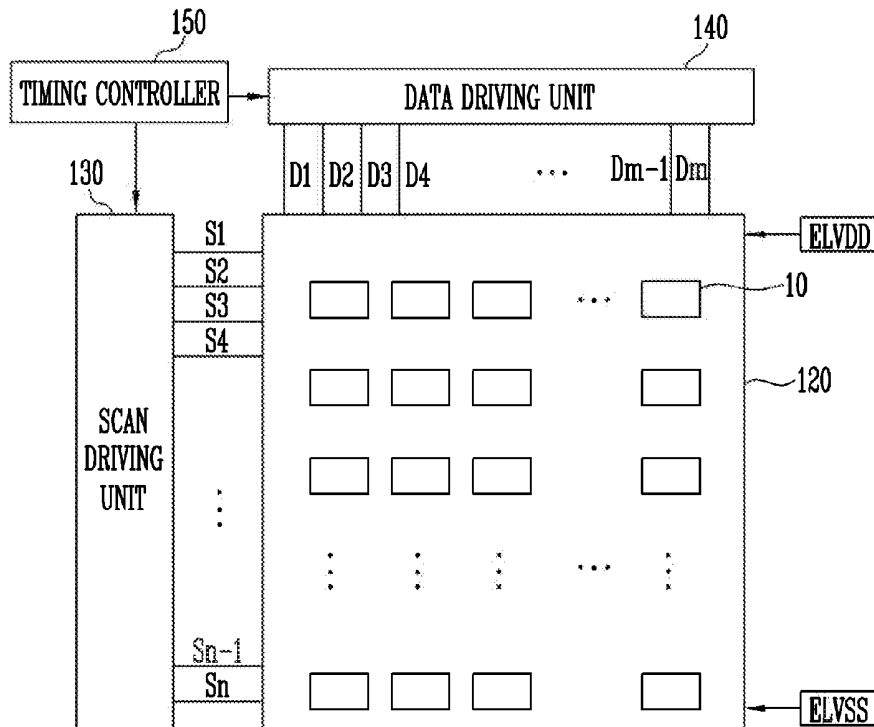 150
140
TIMING CONTROLLER
DATA DRIVING UNIT
D1 D2 D3 D4 ... Dm-1 Dm
130
S1
ELVDD
S2
10
S3
S4
120
SCAN
DRIVING
UNIT
Sn-1
Sn
ELVSS